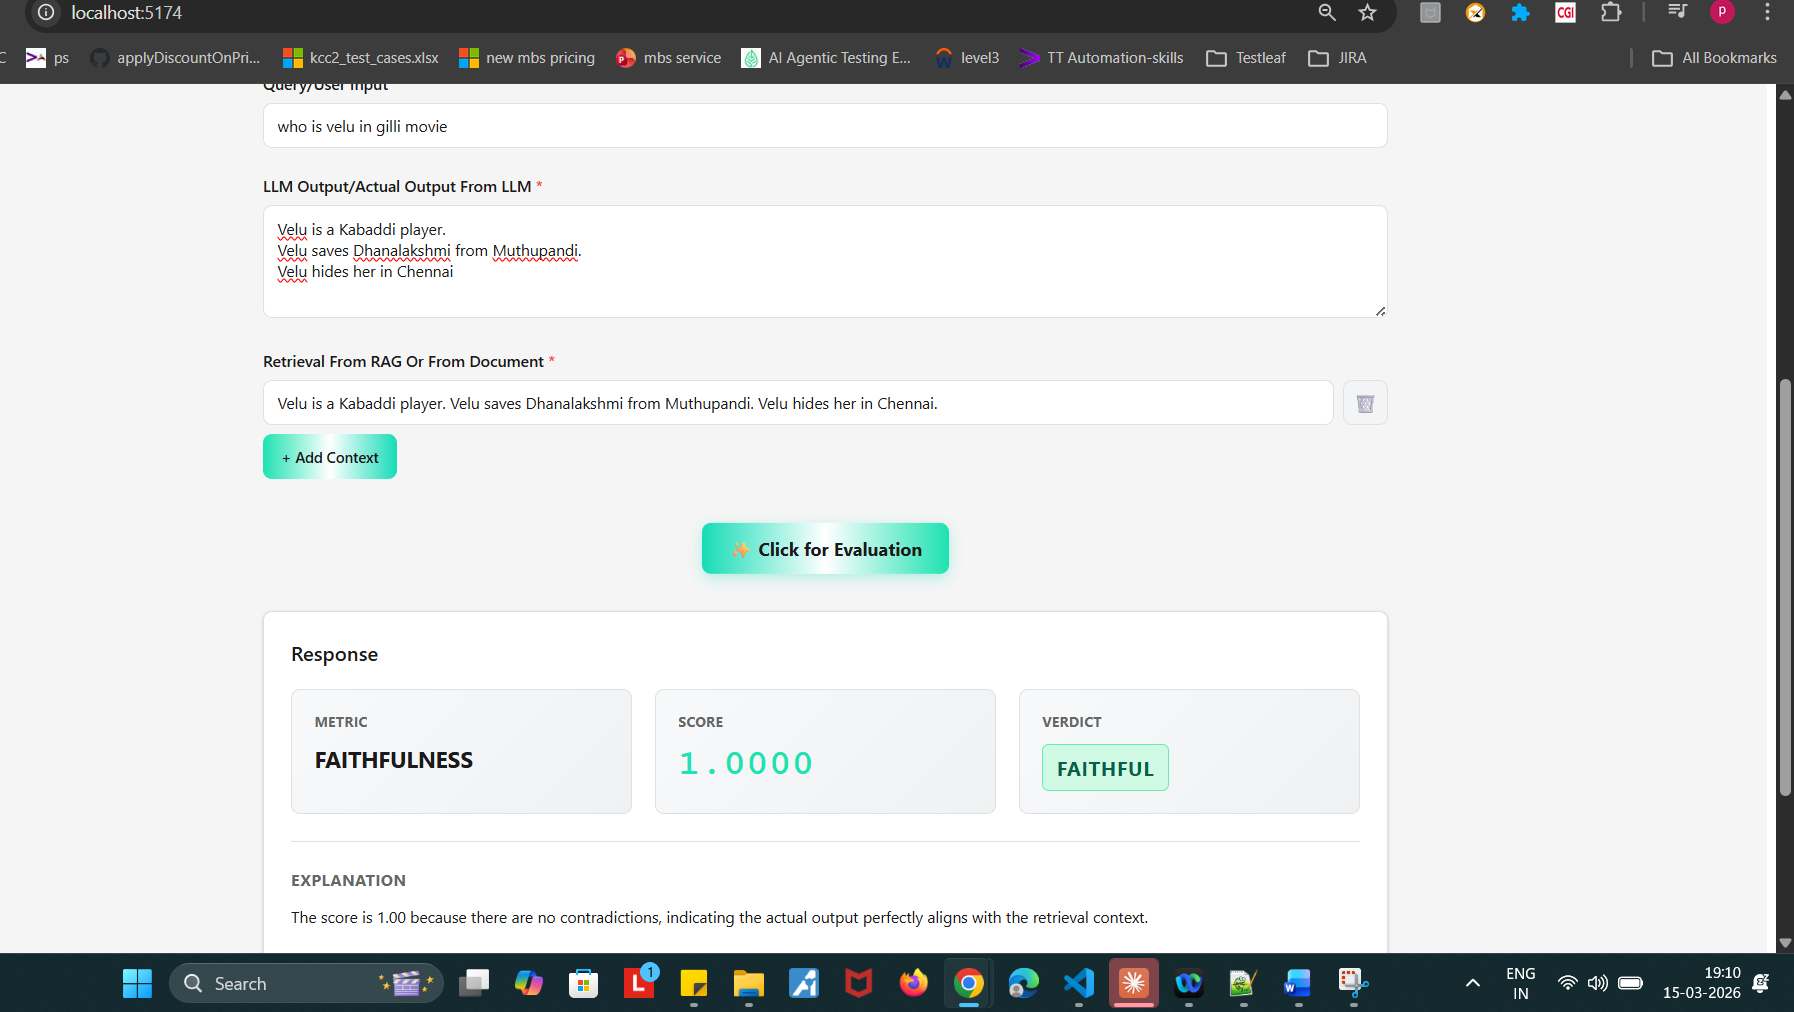 localhost:5174
CGI
P
C
ps
applyDiscountOnPri...
kcc2_test_cases.xlsx
new mbs pricing
mbs service
AI Agentic Testing E...
level3
TT Automation-skills
Testleaf
JIRA
All Bookmarks
Query/User Input
who is velu in gilli movie
LLM Output/Actual Output From LLM *
Velu is a Kabaddi player.
Velu saves Dhanalakshmi from Muthupandi.
Velu hides her in Chennai
Retrieval From RAG Or From Document *
Velu is a Kabaddi player. Velu saves Dhanalakshmi from Muthupandi. Velu hides her in Chennai.
+ Add Context
✨ Click for Evaluation
Response
METRIC
FAITHFULNESS
SCORE
1.0000
VERDICT
FAITHFUL
EXPLANATION
The score is 1.00 because there are no contradictions, indicating the actual output perfectly aligns with the retrieval context.
Search
L
1
ENG
IN
19:10
15-03-2026